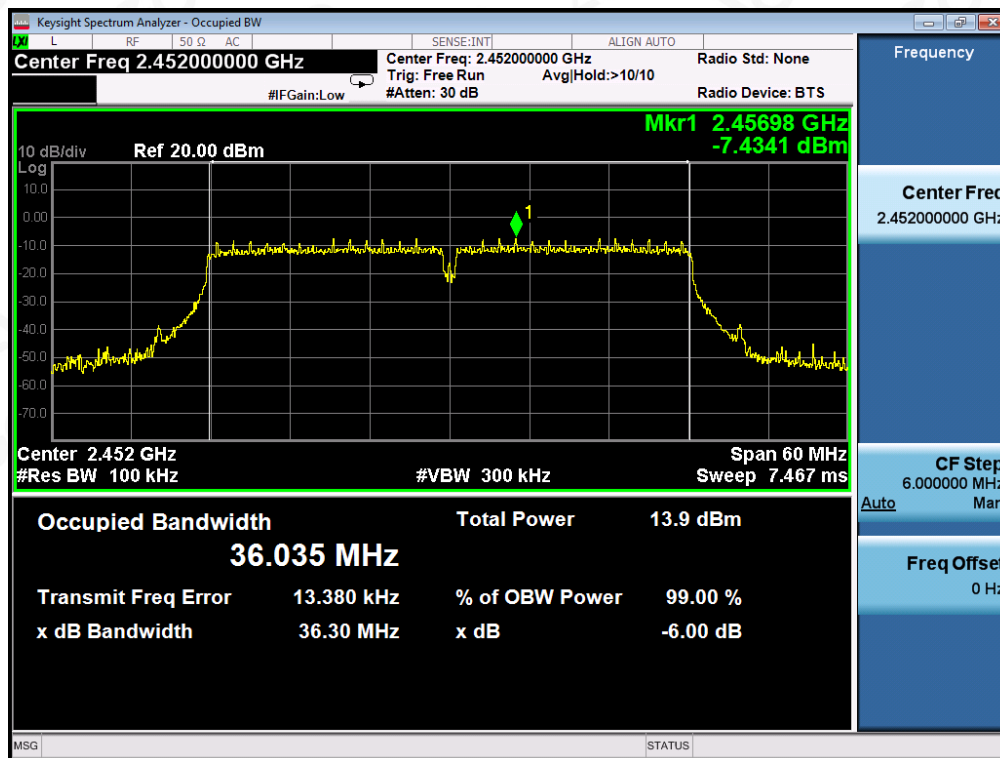 Keysight Spectrum Analyzer - Occupied BW
LXI L RF 50 Ω AC SENSE:INT ALIGN AUTO
Center Freq 2.452000000 GHz
#IFGain:Low
Center Freq: 2.452000000 GHz
Trig: Free Run Avg|Hold:>10/10
#Atten: 30 dB
Radio Std: None
Radio Device: BTS
Mkr1 2.45698 GHz
-7.4341 dBm
10 dB/div Ref 20.00 dBm
Log
10.0
0.00
-10.0
-20.0
-30.0
-40.0
-50.0
-60.0
-70.0
1
Center 2.452 GHz Span 60 MHz
#Res BW 100 kHz #VBW 300 kHz Sweep 7.467 ms
Occupied Bandwidth Total Power 13.9 dBm
36.035 MHz
Transmit Freq Error 13.380 kHz % of OBW Power 99.00 %
x dB Bandwidth 36.30 MHz x dB -6.00 dB
MSG STATUS
Frequency
Center Freq
2.452000000 GHz
CF Step
6.000000 MHz
Auto Man
Freq Offset
0 Hz